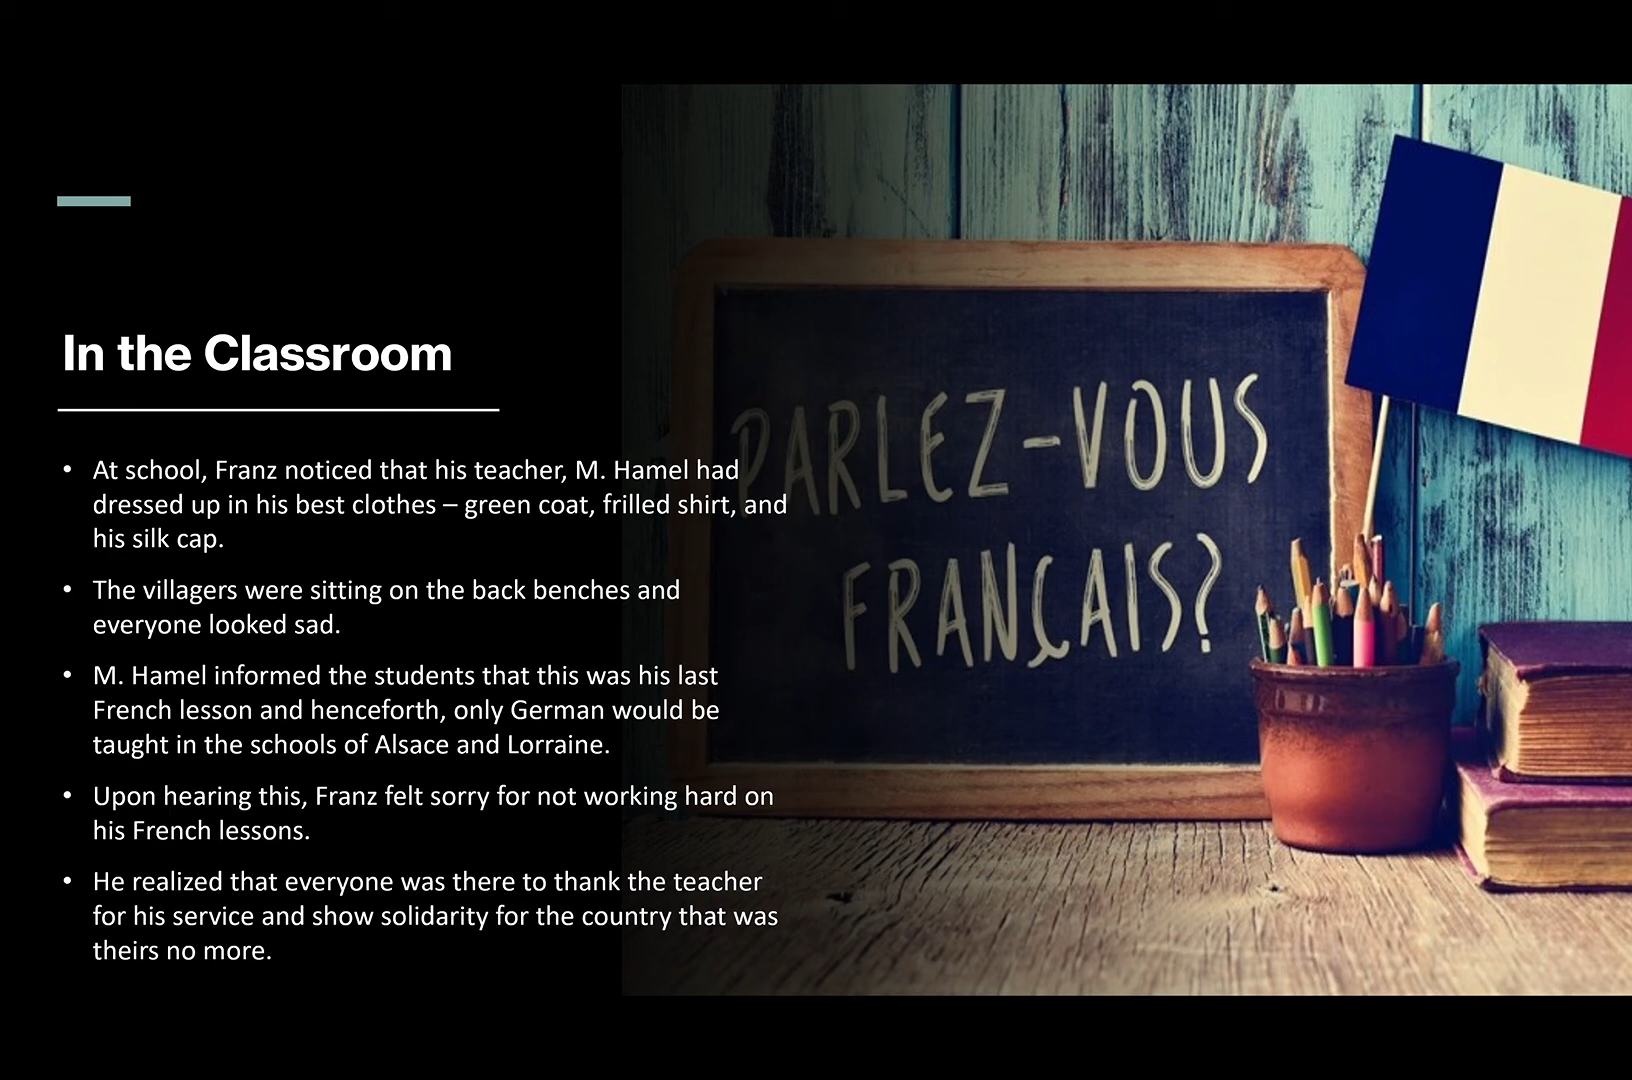 In the Classroom
• At school, Franz noticed that his teacher, M. Hamel had
dressed up in his best clothes – green coat, frilled shirt, and
his silk cap.
• The villagers were sitting on the back benches and
everyone looked sad.
• M. Hamel informed the students that this was his last
French lesson and henceforth, only German would be
taught in the schools of Alsace and Lorraine.
• Upon hearing this, Franz felt sorry for not working hard on
his French lessons.
• He realized that everyone was there to thank the teacher
for his service and show solidarity for the country that was
theirs no more.
PARLEZ-VOUS
FRANÇAIS?